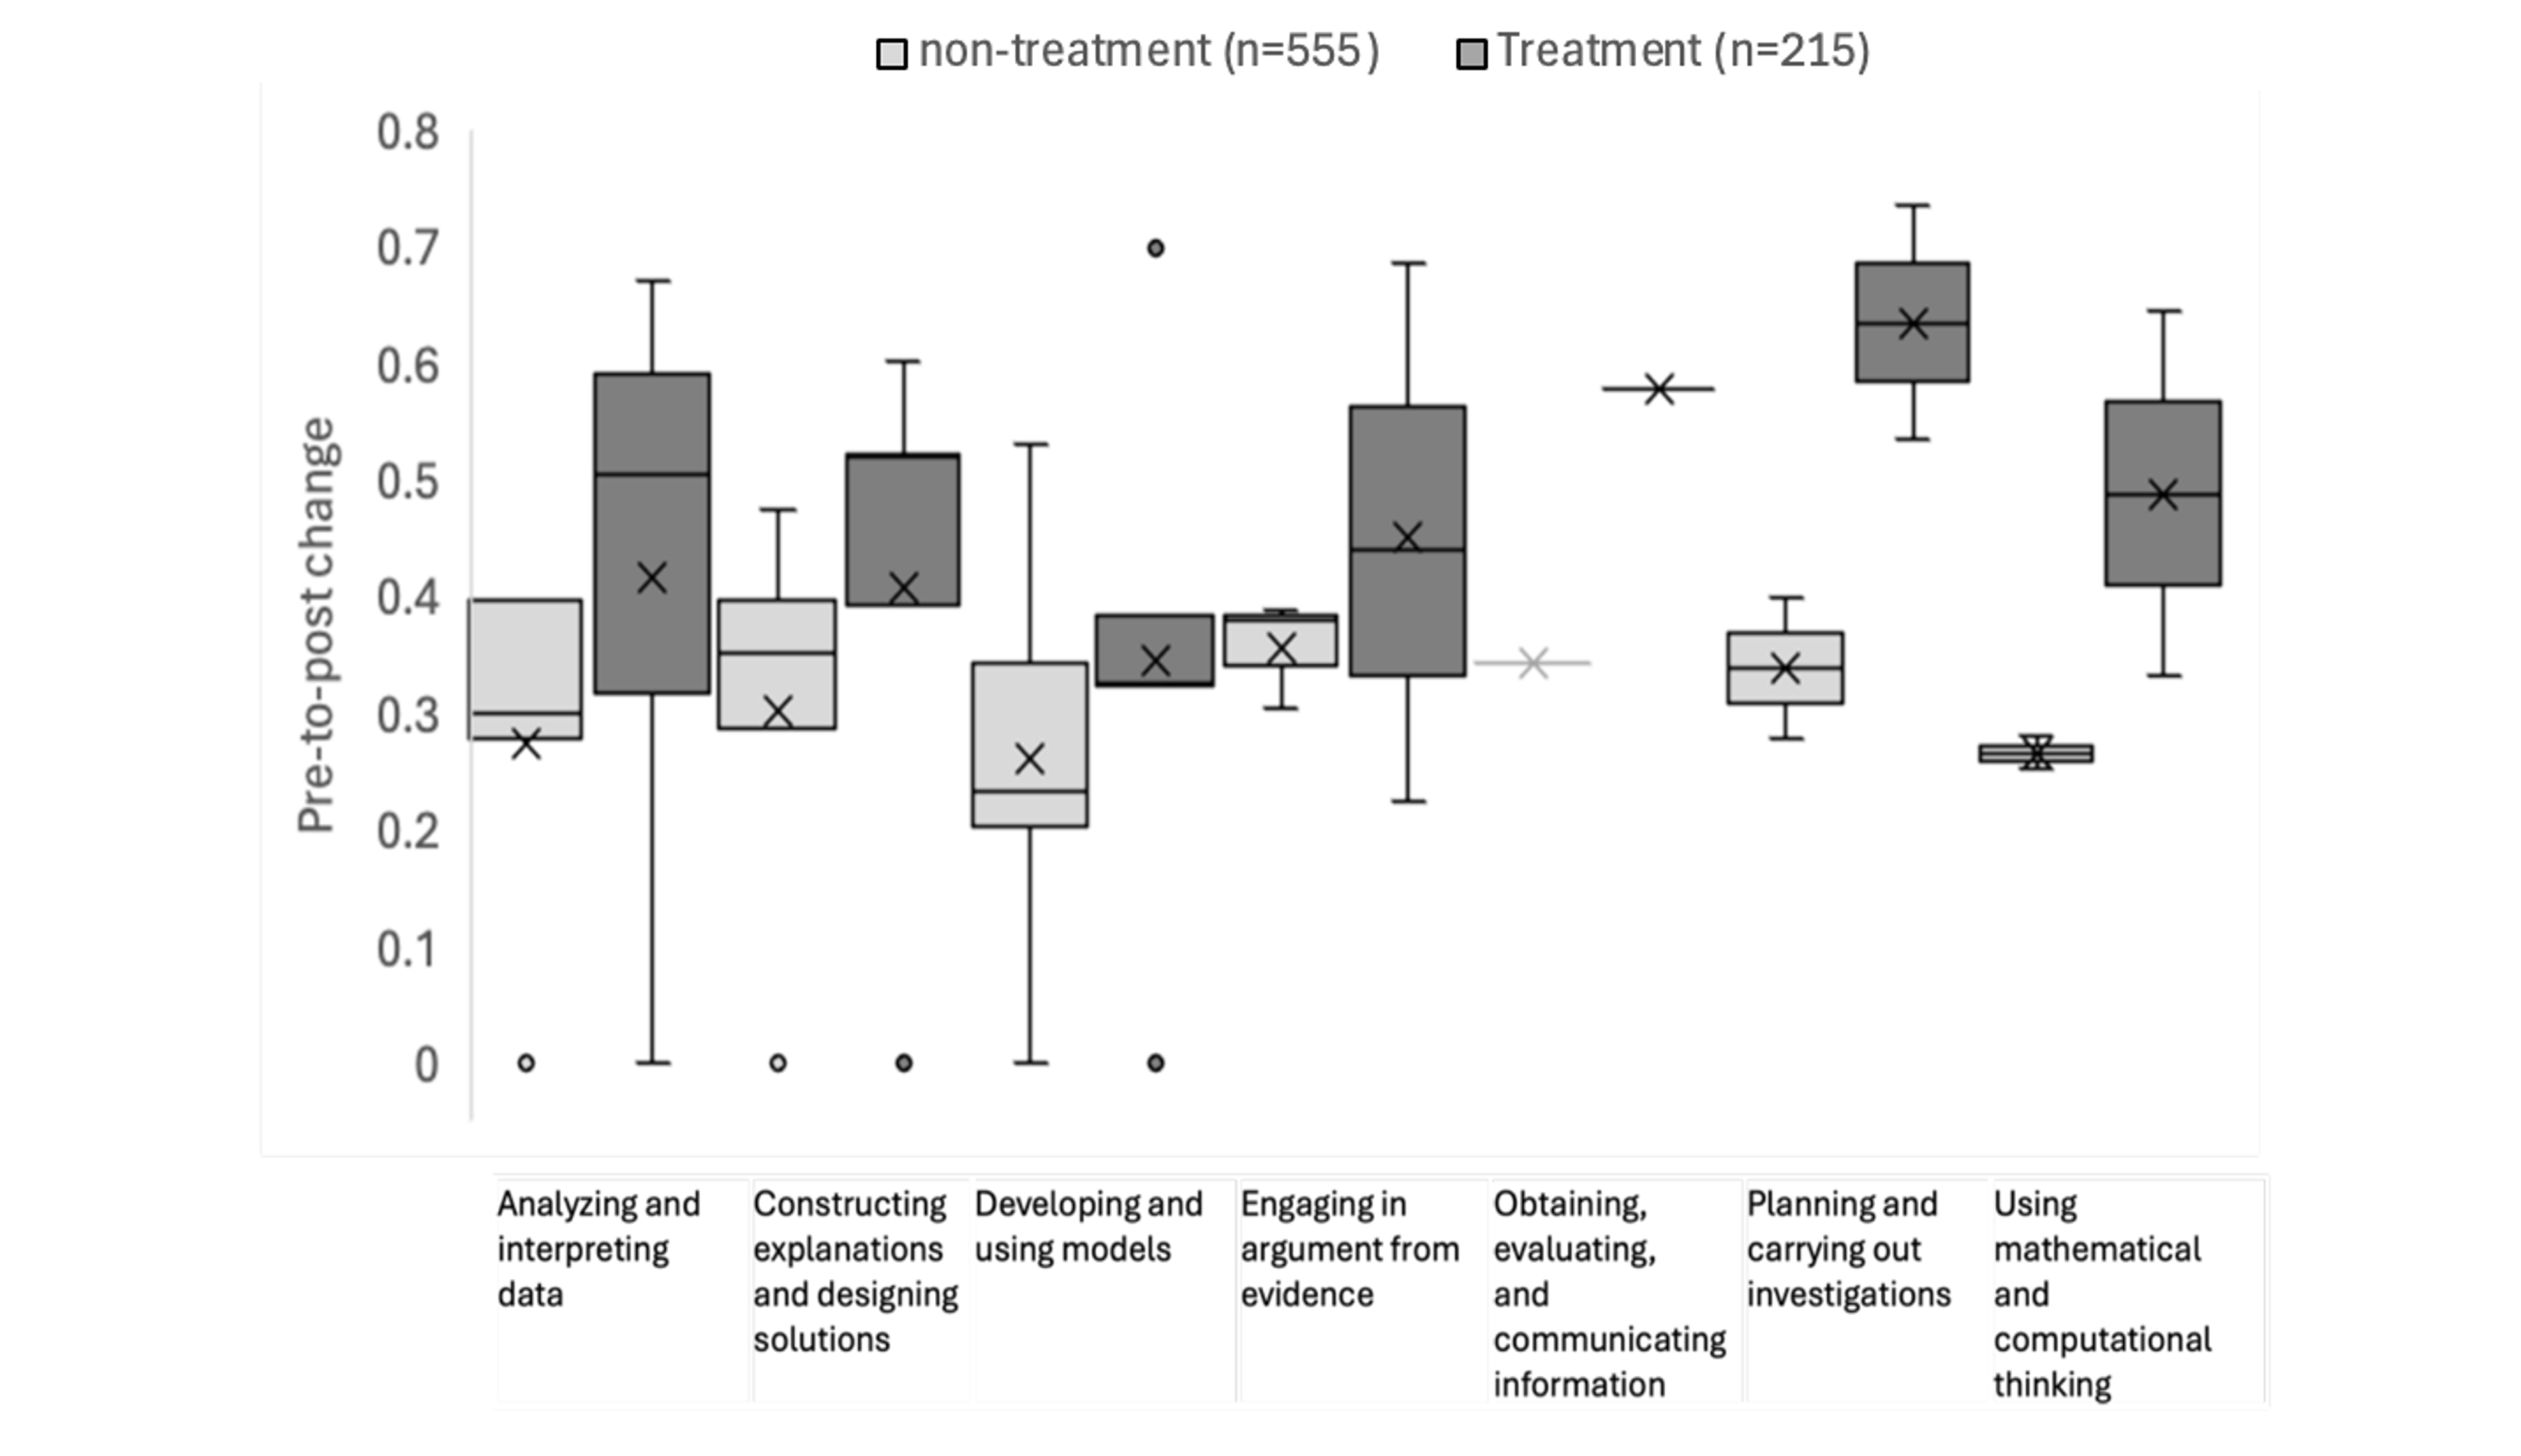 non-treatment (n=555) Treatment (n=215)
0.8
0.7
0.6
0.5
0.4
0.3
0.2
0.1
0
Pre-to-post change
Analyzing and
interpreting
data
Constructing
explanations
and designing
solutions
Developing and
using models
Engaging in
argument from
evidence
Obtaining,
evaluating,
and
communicating
information
Planning and
carrying out
investigations
Using
mathematical
and
computational
thinking